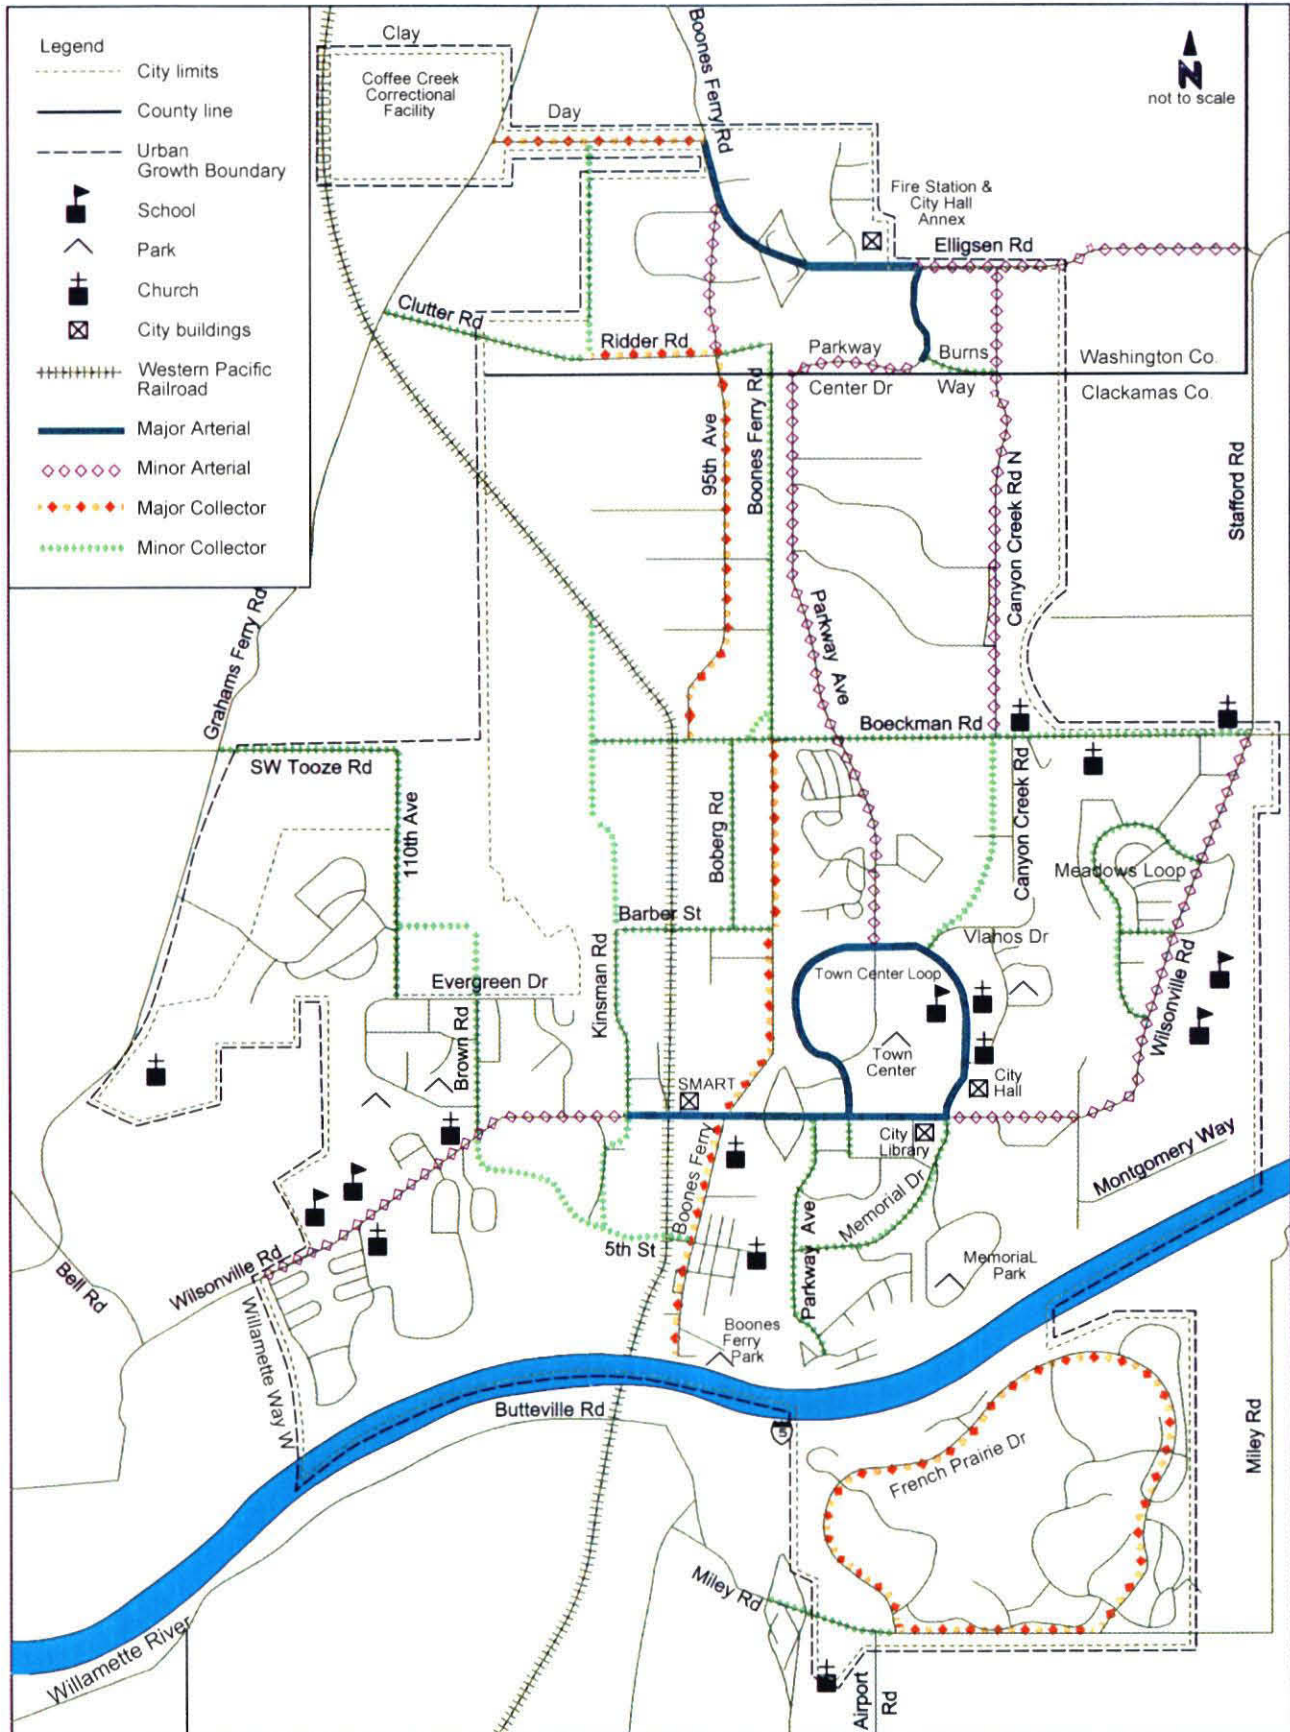 Legend
City limits
County line
Urban
Growth Boundary
School
Park
Church
City buildings
Western Pacific
Railroad
Major Arterial
Minor Arterial
Major Collector
Minor Collector
Clay
Coffee Creek
Correctional
Facility
Day
Boones Ferry Rd
N
not to scale
Fire Station &
City Hall
Annex
Elligsen Rd
Clutter Rd
Ridder Rd
Parkway
Center Dr
Burns
Way
Washington Co.
Clackamas Co.
95th Ave
Boones Ferry Rd
Canyon Creek Rd N
Stafford Rd
Grahams Ferry Rd
Parkway Ave
Boeckman Rd
SW Tooze Rd
110th Ave
Boberg Rd
Canyon Creek Rd
Meadows Loop
Barber St
Vlahos Dr
Evergreen Dr
Kinsman Rd
Town Center Loop
Wilsonville Rd
Brown Rd
Town
Center
SMART
City
Hall
City
Library
Montgomery Way
Boones Ferry
Memorial Dr
Parkway Ave
5th St
Memorial
Park
Bell Rd
Wilsonville Rd
Willamette Way W
Boones
Ferry
Park
Butteville Rd
5
French Prairie Dr
Miley Rd
Miley Rd
Willamette River
Airport
Rd